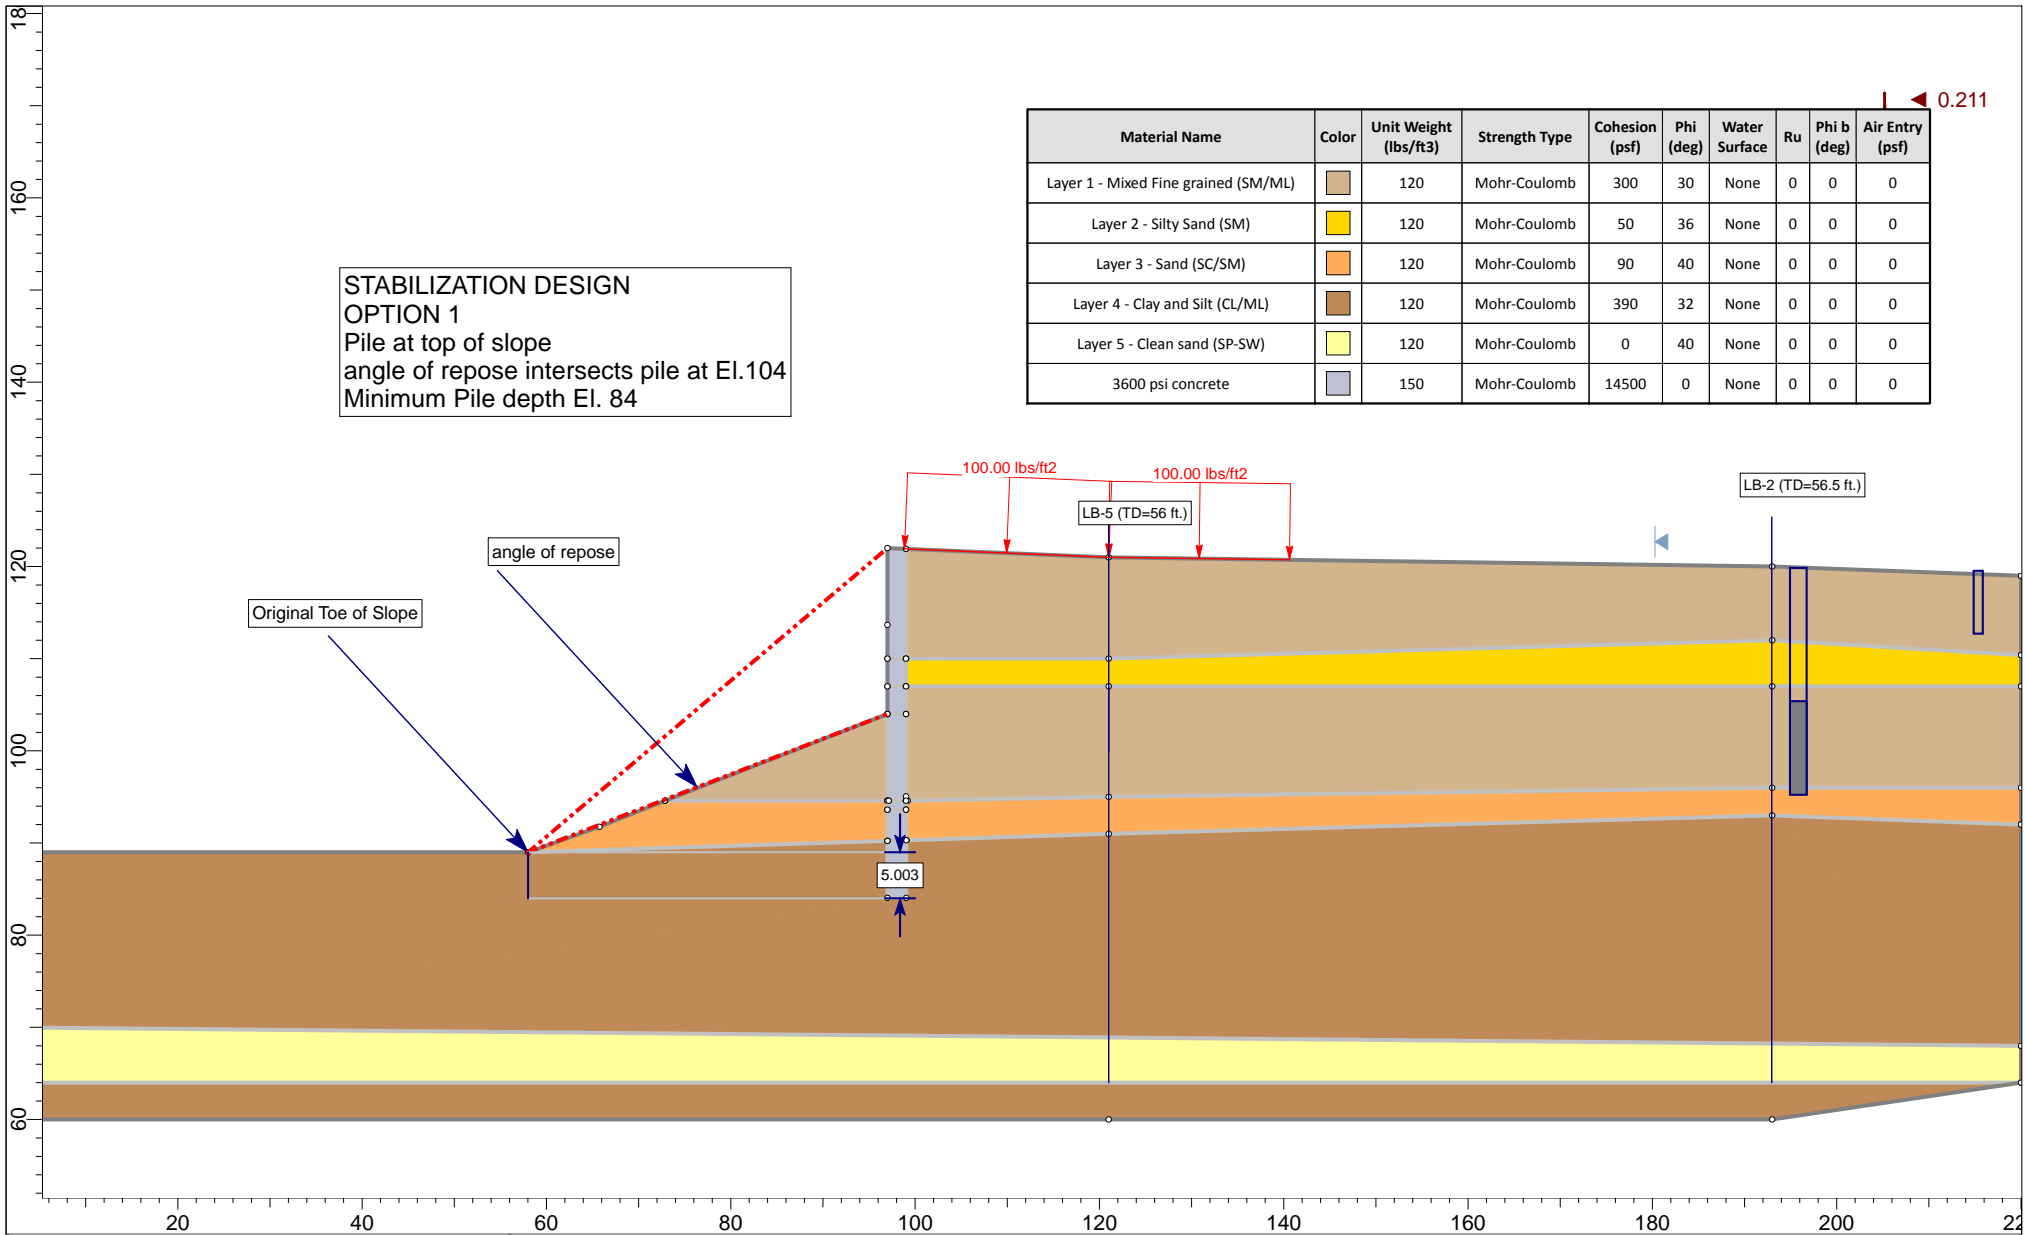 0.211
Material Name Color Unit Weight (lbs/ft3) Strength Type Cohesion (psf) Phi (deg) Water Surface Ru Phi b (deg) Air Entry (psf)
Layer 1 - Mixed Fine grained (SM/ML) 120 Mohr-Coulomb 300 30 None 0 0 0
Layer 2 - Silty Sand (SM) 120 Mohr-Coulomb 50 36 None 0 0 0
Layer 3 - Sand (SC/SM) 120 Mohr-Coulomb 90 40 None 0 0 0
Layer 4 - Clay and Silt (CL/ML) 120 Mohr-Coulomb 390 32 None 0 0 0
Layer 5 - Clean sand (SP-SW) 120 Mohr-Coulomb 0 40 None 0 0 0
3600 psi concrete 150 Mohr-Coulomb 14500 0 None 0 0 0
STABILIZATION DESIGN
OPTION 1
Pile at top of slope
angle of repose intersects pile at El.104
Minimum Pile depth El. 84
100.00 lbs/ft2
100.00 lbs/ft2
LB-5 (TD=56 ft.)
LB-2 (TD=56.5 ft.)
angle of repose
Original Toe of Slope
5.003
18
160
140
120
100
80
60
20 40 60 80 100 120 140 160 180 200 22